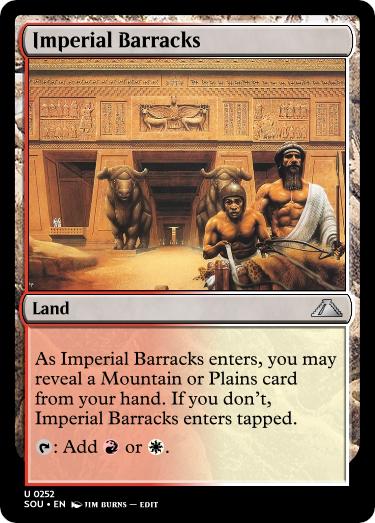 Imperial Barracks
Land
As Imperial Barracks enters, you may
reveal a Mountain or Plains card
from your hand. If you don't,
Imperial Barracks enters tapped.
: Add or .
U 0252
SOU • EN JIM BURNS — EDIT